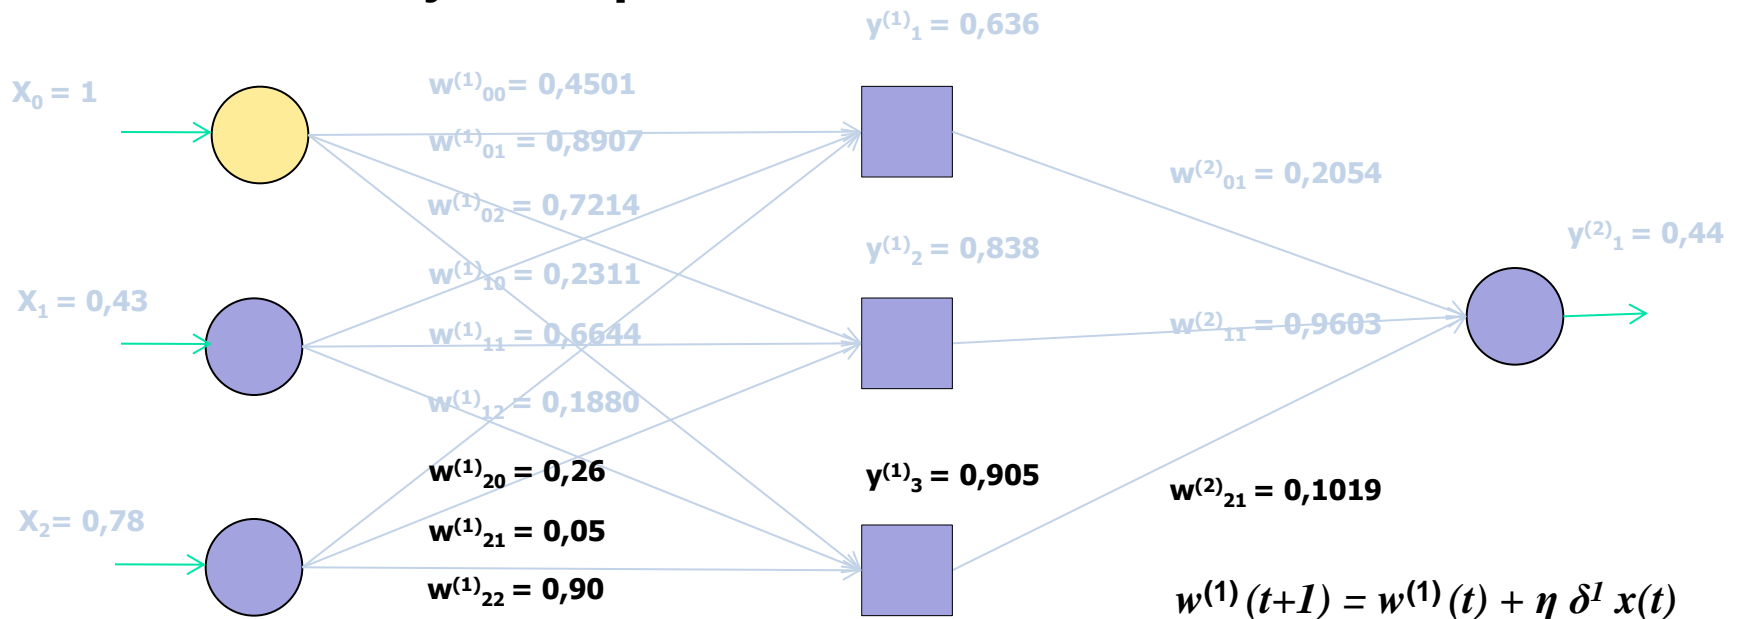 y⁽¹⁾₁ = 0,636
X₀ = 1
w⁽¹⁾₀₀= 0,4501
w⁽¹⁾₀₁ = 0,8907
w⁽²⁾₀₁ = 0,2054
w⁽¹⁾₀₂ = 0,7214
y⁽²⁾₁ = 0,44
y⁽¹⁾₂ = 0,838
w⁽¹⁾₁₀ = 0,2311
X₁ = 0,43
w⁽²⁾₁₁ = 0,9603
w⁽¹⁾₁₁ = 0,6644
w⁽¹⁾₁₂ = 0,1880
w⁽¹⁾₂₀ = 0,26
y⁽¹⁾₃ = 0,905
w⁽²⁾₂₁ = 0,1019
X₂= 0,78
w⁽¹⁾₂₁ = 0,05
w⁽¹⁾₂₂ = 0,90
w⁽¹⁾(t+1) = w⁽¹⁾(t) + η δ¹ x(t)